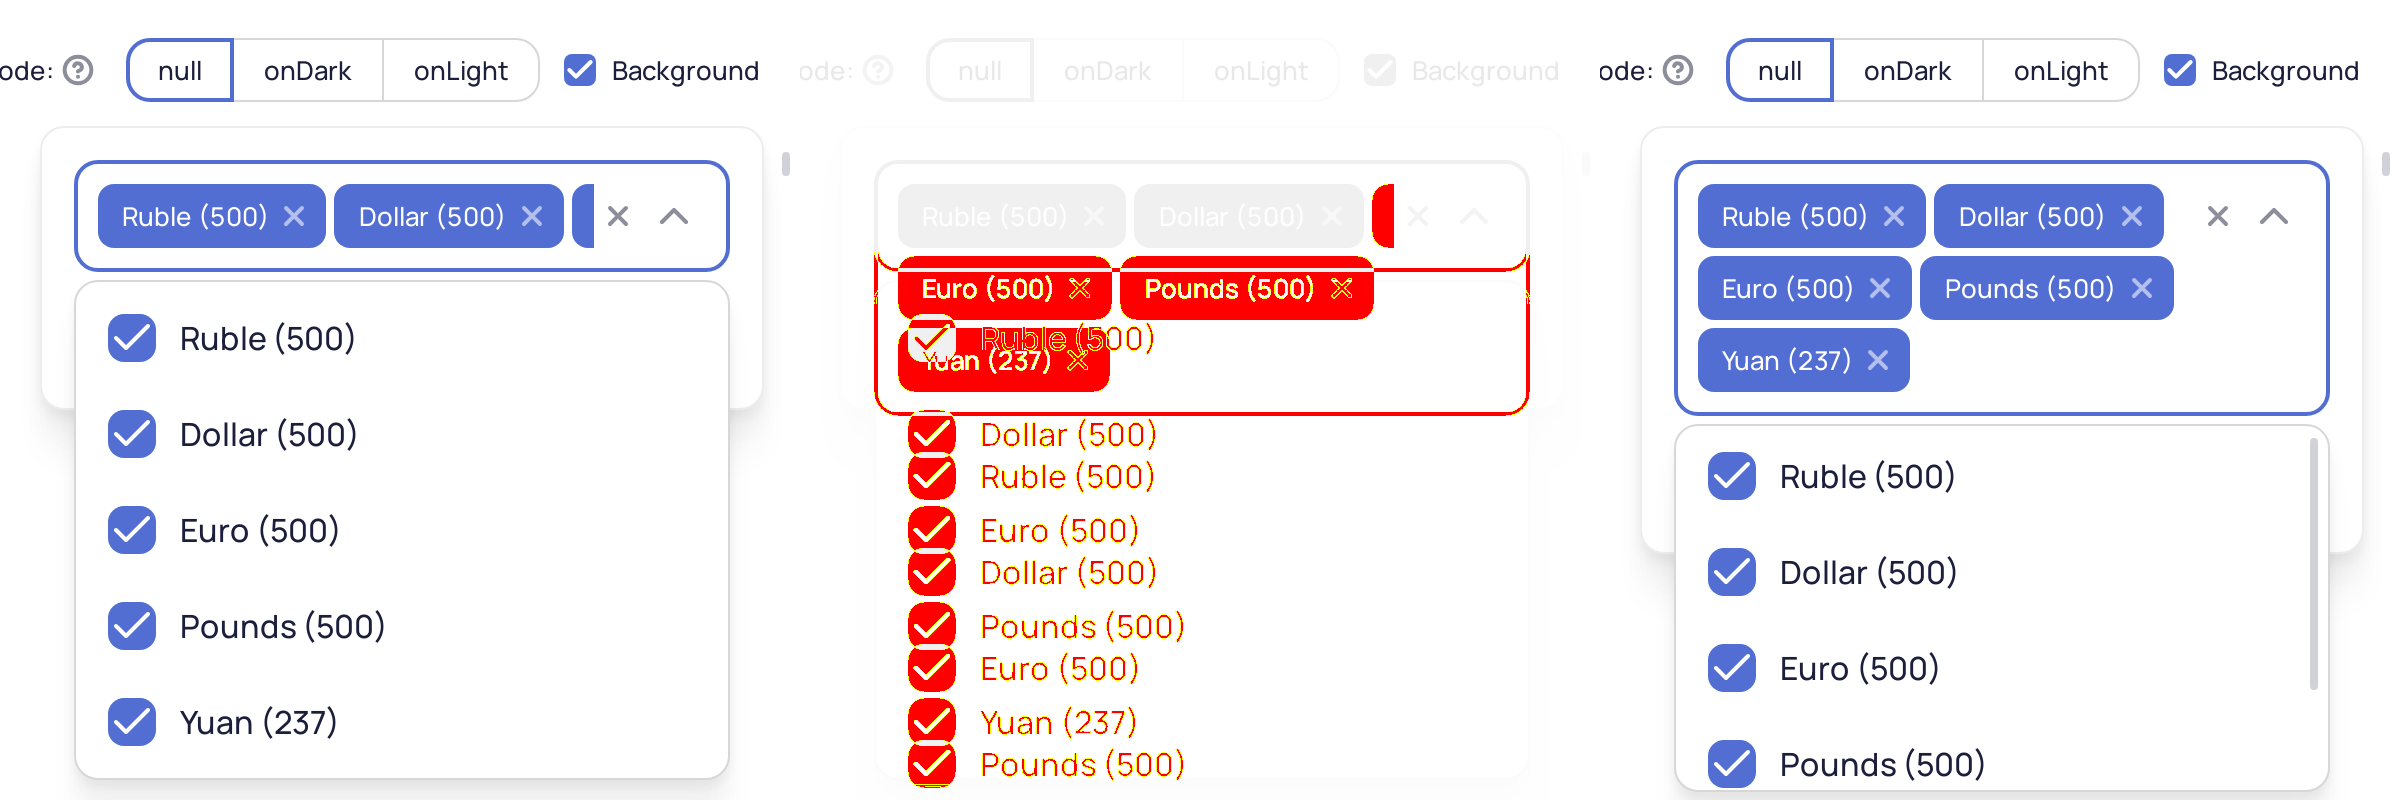 ode: null onDark onLight Background
Ruble (500) Dollar (500)
Ruble (500)
Dollar (500)
Euro (500)
Pounds (500)
Yuan (237)
ode: null onDark onLight Background
Ruble (500) Dollar (500)
Euro (500) Pounds (500)
Ruble (500)
Yuan (237)
Dollar (500)
Ruble (500)
Euro (500)
Dollar (500)
Pounds (500)
Euro (500)
Yuan (237)
Pounds (500)
ode: null onDark onLight Background
Ruble (500) Dollar (500)
Euro (500) Pounds (500)
Yuan (237)
Ruble (500)
Dollar (500)
Euro (500)
Pounds (500)